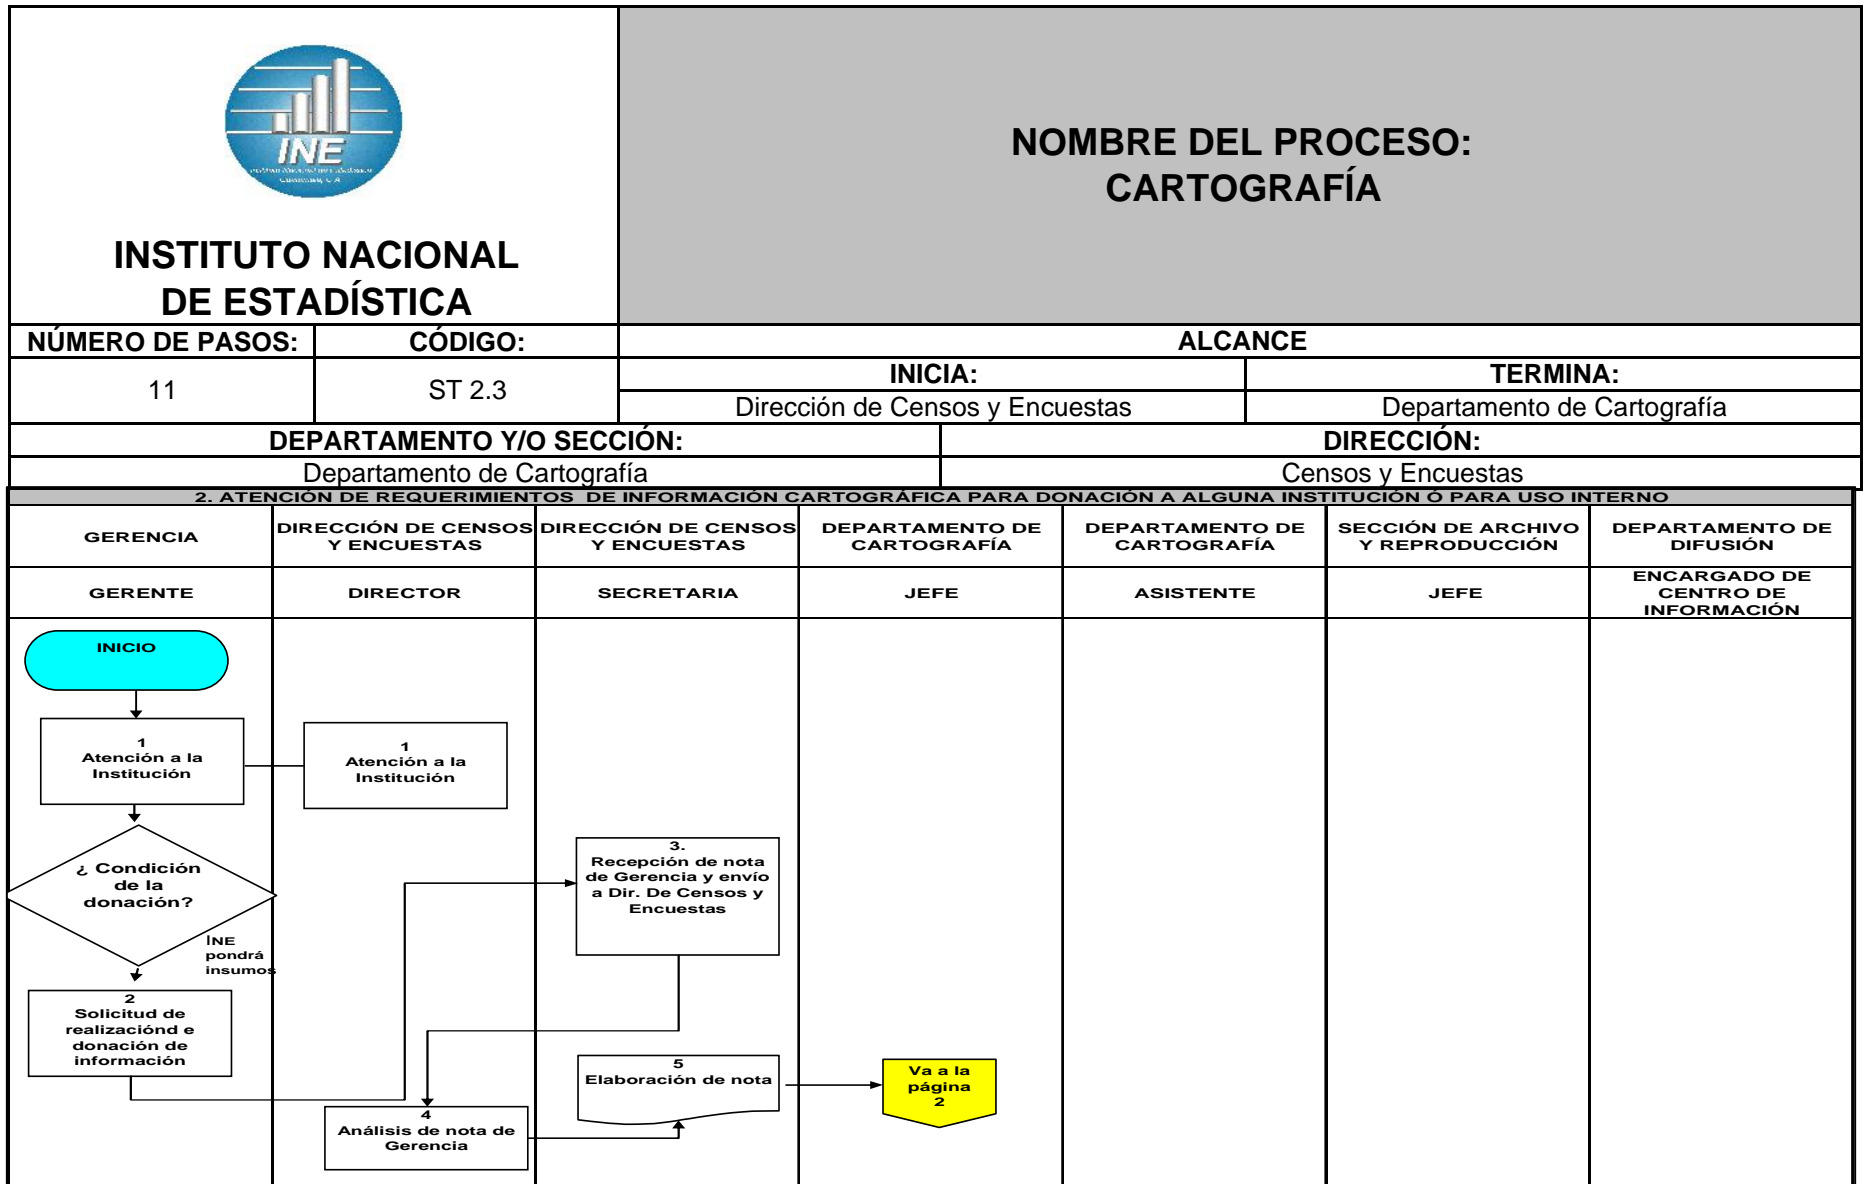 INE
Instituto Nacional de Estadística
Guatemala, C. A.
INSTITUTO NACIONAL
DE ESTADÍSTICA
NOMBRE DEL PROCESO:
CARTOGRAFÍA
NÚMERO DE PASOS:
CÓDIGO:
ALCANCE
11
ST 2.3
INICIA:
TERMINA:
Dirección de Censos y Encuestas
Departamento de Cartografía
DEPARTAMENTO Y/O SECCIÓN:
DIRECCIÓN:
Departamento de Cartografía
Censos y Encuestas
2. ATENCIÓN DE REQUERIMIENTOS DE INFORMACIÓN CARTOGRÁFICA PARA DONACIÓN A ALGUNA INSTITUCIÓN Ó PARA USO INTERNO
GERENCIA
DIRECCIÓN DE CENSOS
Y ENCUESTAS
DIRECCIÓN DE CENSOS
Y ENCUESTAS
DEPARTAMENTO DE
CARTOGRAFÍA
DEPARTAMENTO DE
CARTOGRAFÍA
SECCIÓN DE ARCHIVO
Y REPRODUCCIÓN
DEPARTAMENTO DE
DIFUSIÓN
GERENTE
DIRECTOR
SECRETARIA
JEFE
ASISTENTE
JEFE
ENCARGADO DE
CENTRO DE
INFORMACIÓN
INICIO
1
Atención a la
Institución
1
Atención a la
Institución
¿ Condición
de la
donación?
INE
pondrá
insumos
2
Solicitud de
realizaciónd e
donación de
información
3.
Recepción de nota
de Gerencia y envío
a Dir. De Censos y
Encuestas
4
Análisis de nota de
Gerencia
5
Elaboración de nota
Va a la
página
2